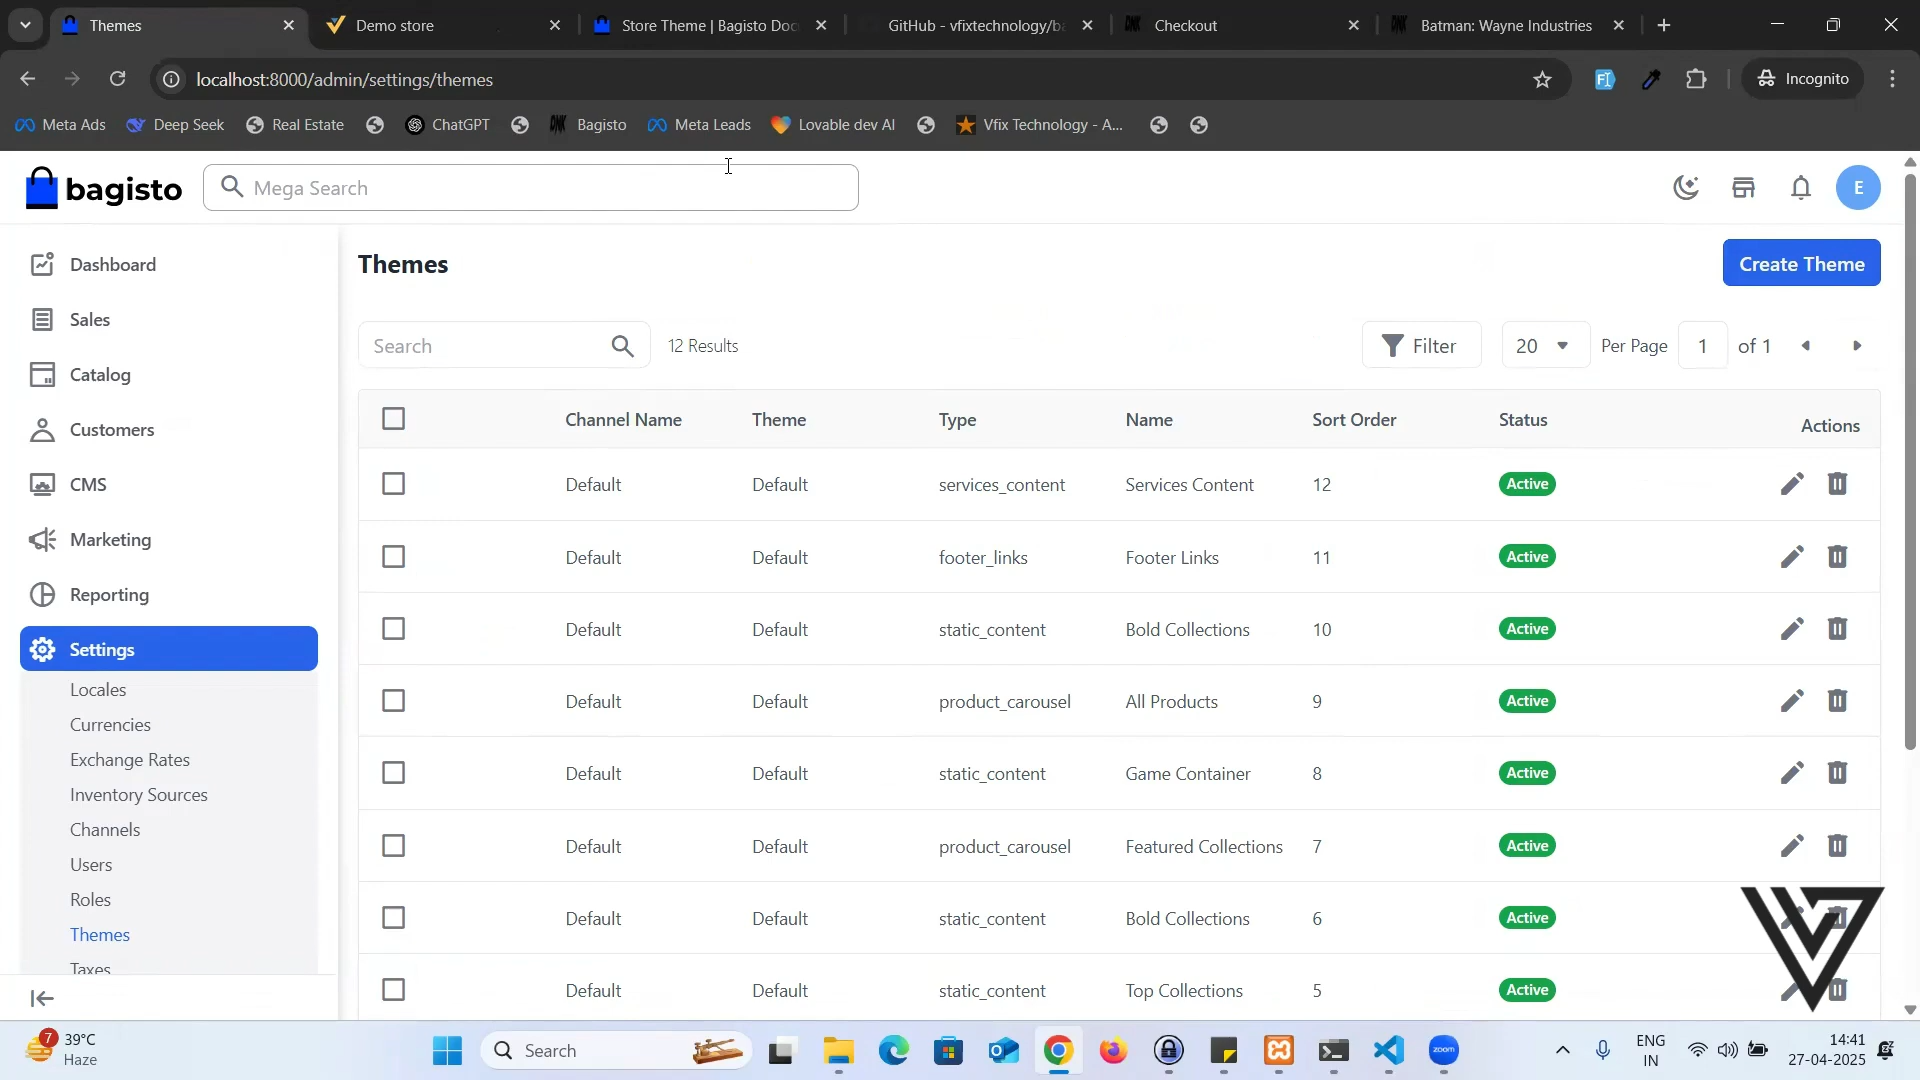 Themes
Demo store
Store Theme | Bagisto Doc
GitHub - vfixtechnology/ba
Checkout
Batman: Wayne Industries
localhost:8000/admin/settings/themes
Incognito
Meta Ads
Deep Seek
Real Estate
ChatGPT
Bagisto
Meta Leads
Lovable dev AI
Vfix Technology - A...
bagisto
Mega Search
E
Dashboard
Sales
Catalog
Customers
CMS
Marketing
Reporting
Settings
Locales
Currencies
Exchange Rates
Inventory Sources
Channels
Users
Roles
Themes
Taxes
Themes
Create Theme
Search
12 Results
Filter
20
Per Page
1
of 1
Channel Name Theme Type Name Sort Order Status Actions
Default Default services_content Services Content 12 Active
Default Default footer_links Footer Links 11 Active
Default Default static_content Bold Collections 10 Active
Default Default product_carousel All Products 9 Active
Default Default static_content Game Container 8 Active
Default Default product_carousel Featured Collections 7 Active
Default Default static_content Bold Collections 6 Active
Default Default static_content Top Collections 5 Active
7
39°C
Haze
Search
zoom
ENG
IN
14:41
27-04-2025